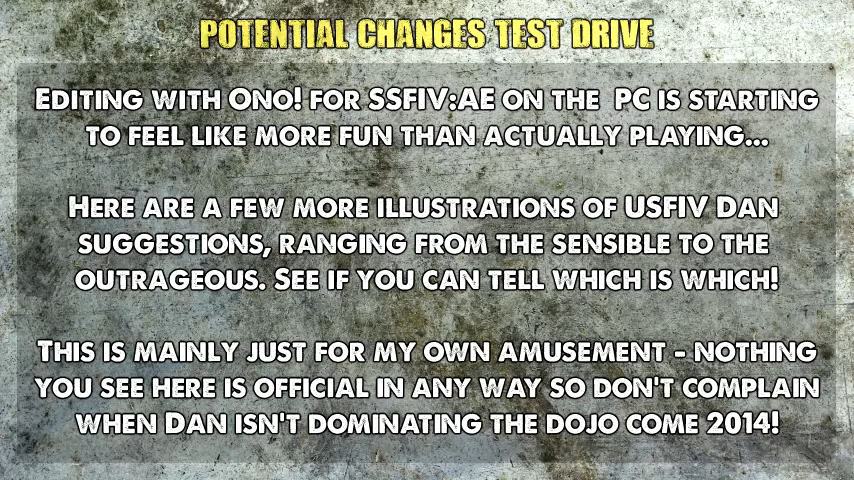 POTENTIAL CHANGES TEST DRIVE
EDITING WITH ONO! FOR SSFIV:AE ON THE PC IS STARTING
TO FEEL LIKE MORE FUN THAN ACTUALLY PLAYING...
HERE ARE A FEW MORE ILLUSTRATIONS OF USFIV DAN
SUGGESTIONS, RANGING FROM THE SENSIBLE TO THE
OUTRAGEOUS. SEE IF YOU CAN TELL WHICH IS WHICH!
THIS IS MAINLY JUST FOR MY OWN AMUSEMENT - NOTHING
YOU SEE HERE IS OFFICIAL IN ANY WAY SO DON'T COMPLAIN
WHEN DAN ISN'T DOMINATING THE DOJO COME 2014!